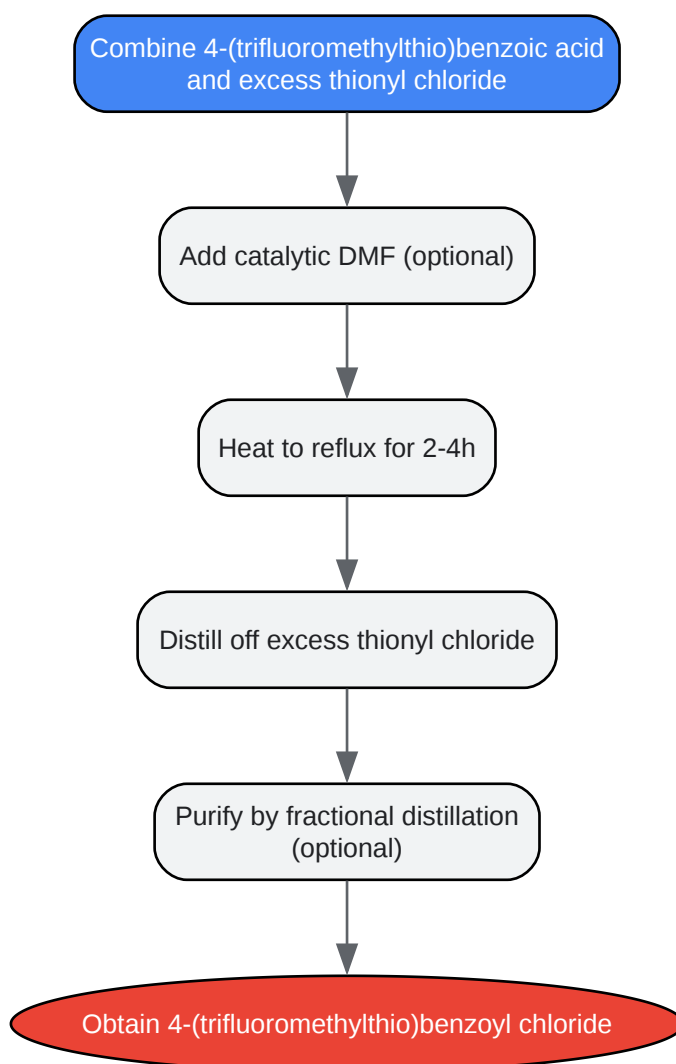 Combine 4-(trifluoromethylthio)benzoic acid
and excess thionyl chloride
Add catalytic DMF (optional)
Heat to reflux for 2-4h
Distill off excess thionyl chloride
Purify by fractional distillation
(optional)
Obtain 4-(trifluoromethylthio)benzoyl chloride